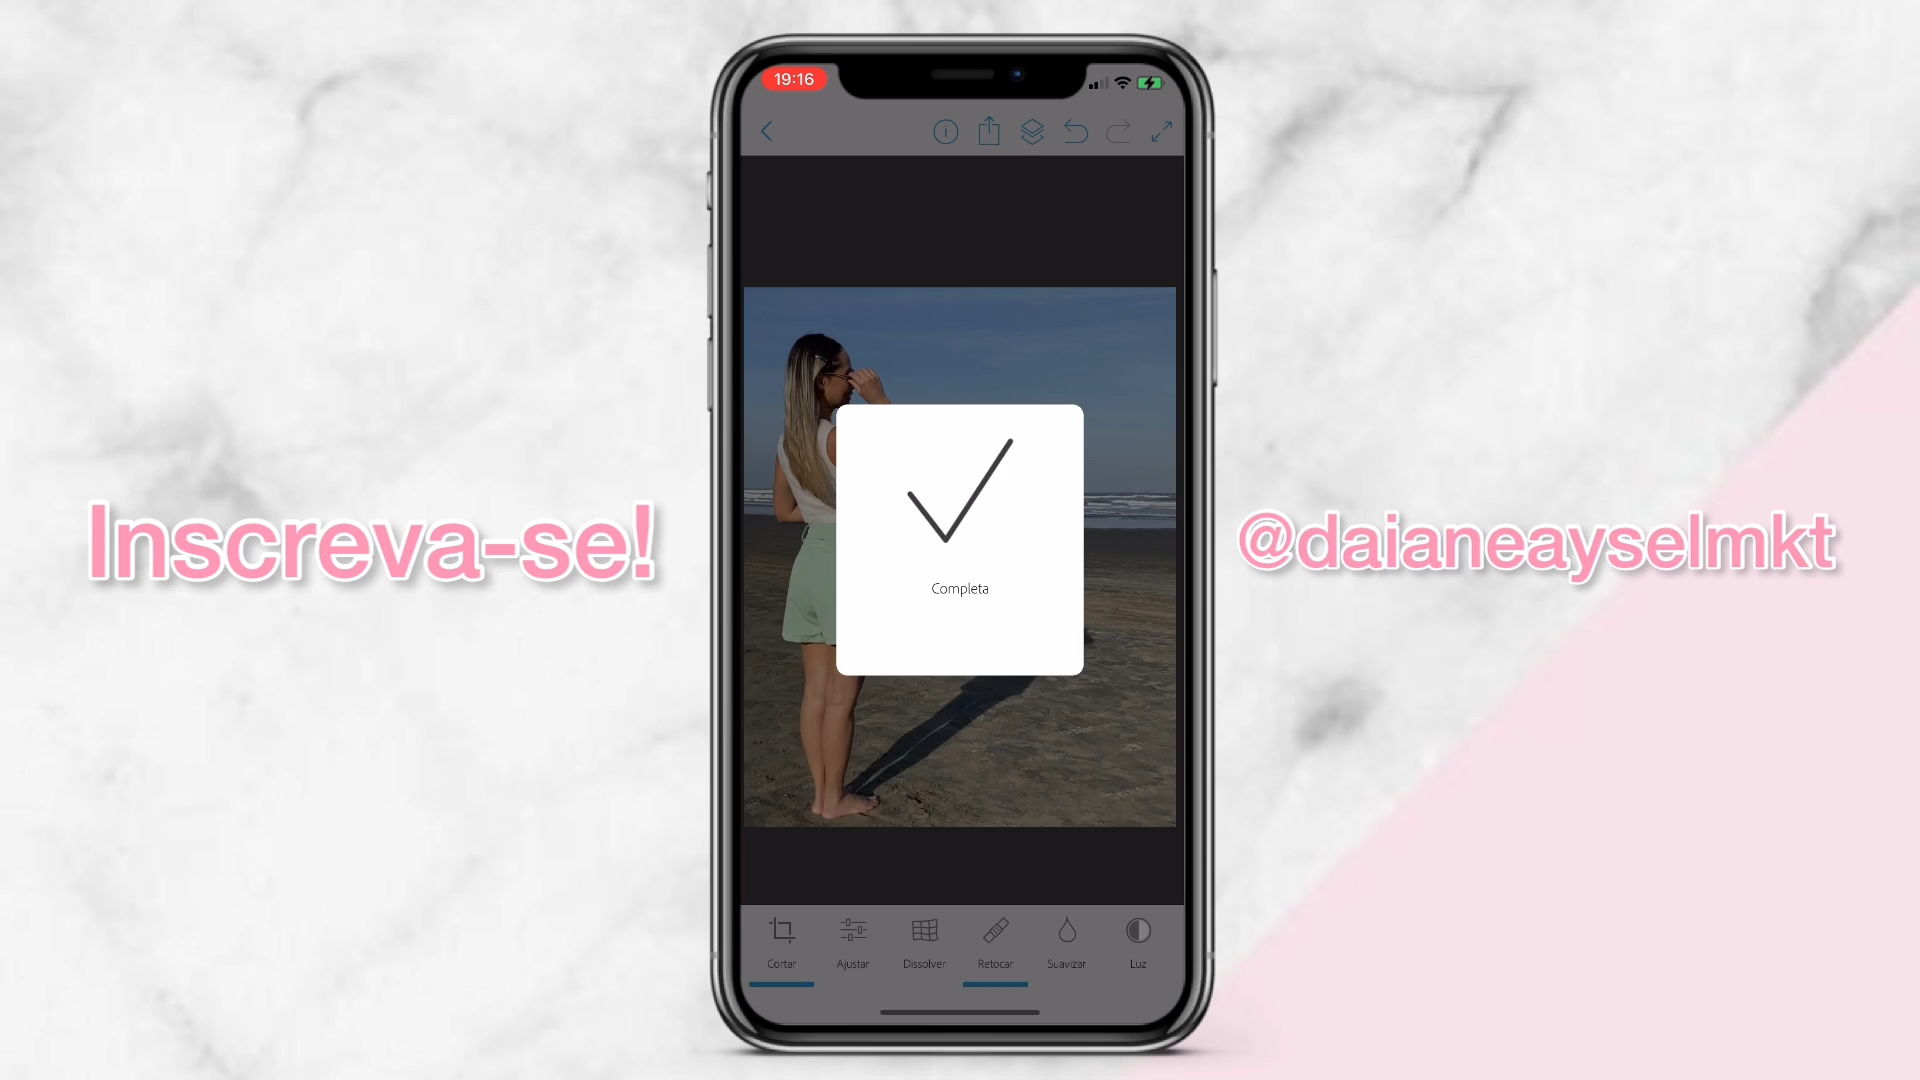 19:16
Inscreva-se!
@daianeayselmkt
Completa
Cortar
Ajustar
Dissolver
Retocar
Suavizar
Luz